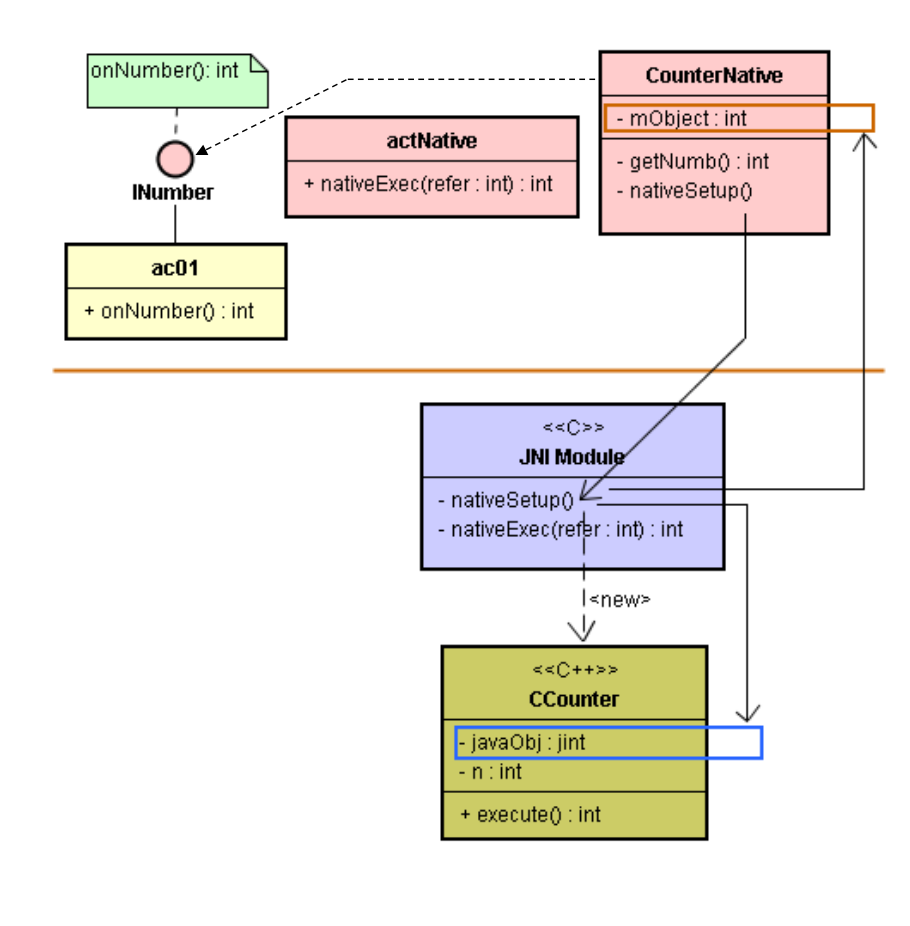 onNumber(): int
INumber
ac01
+ onNumber() : int
actNative
+ nativeExec(refer : int) : int
CounterNative
- mObject : int
- getNumb() : int
- nativeSetup()
<<C>>
JNI Module
- nativeSetup()
- nativeExec(refer : int) : int
<new>
<<C++>>
CCounter
- javaObj : jint
- n : int
+ execute() : int